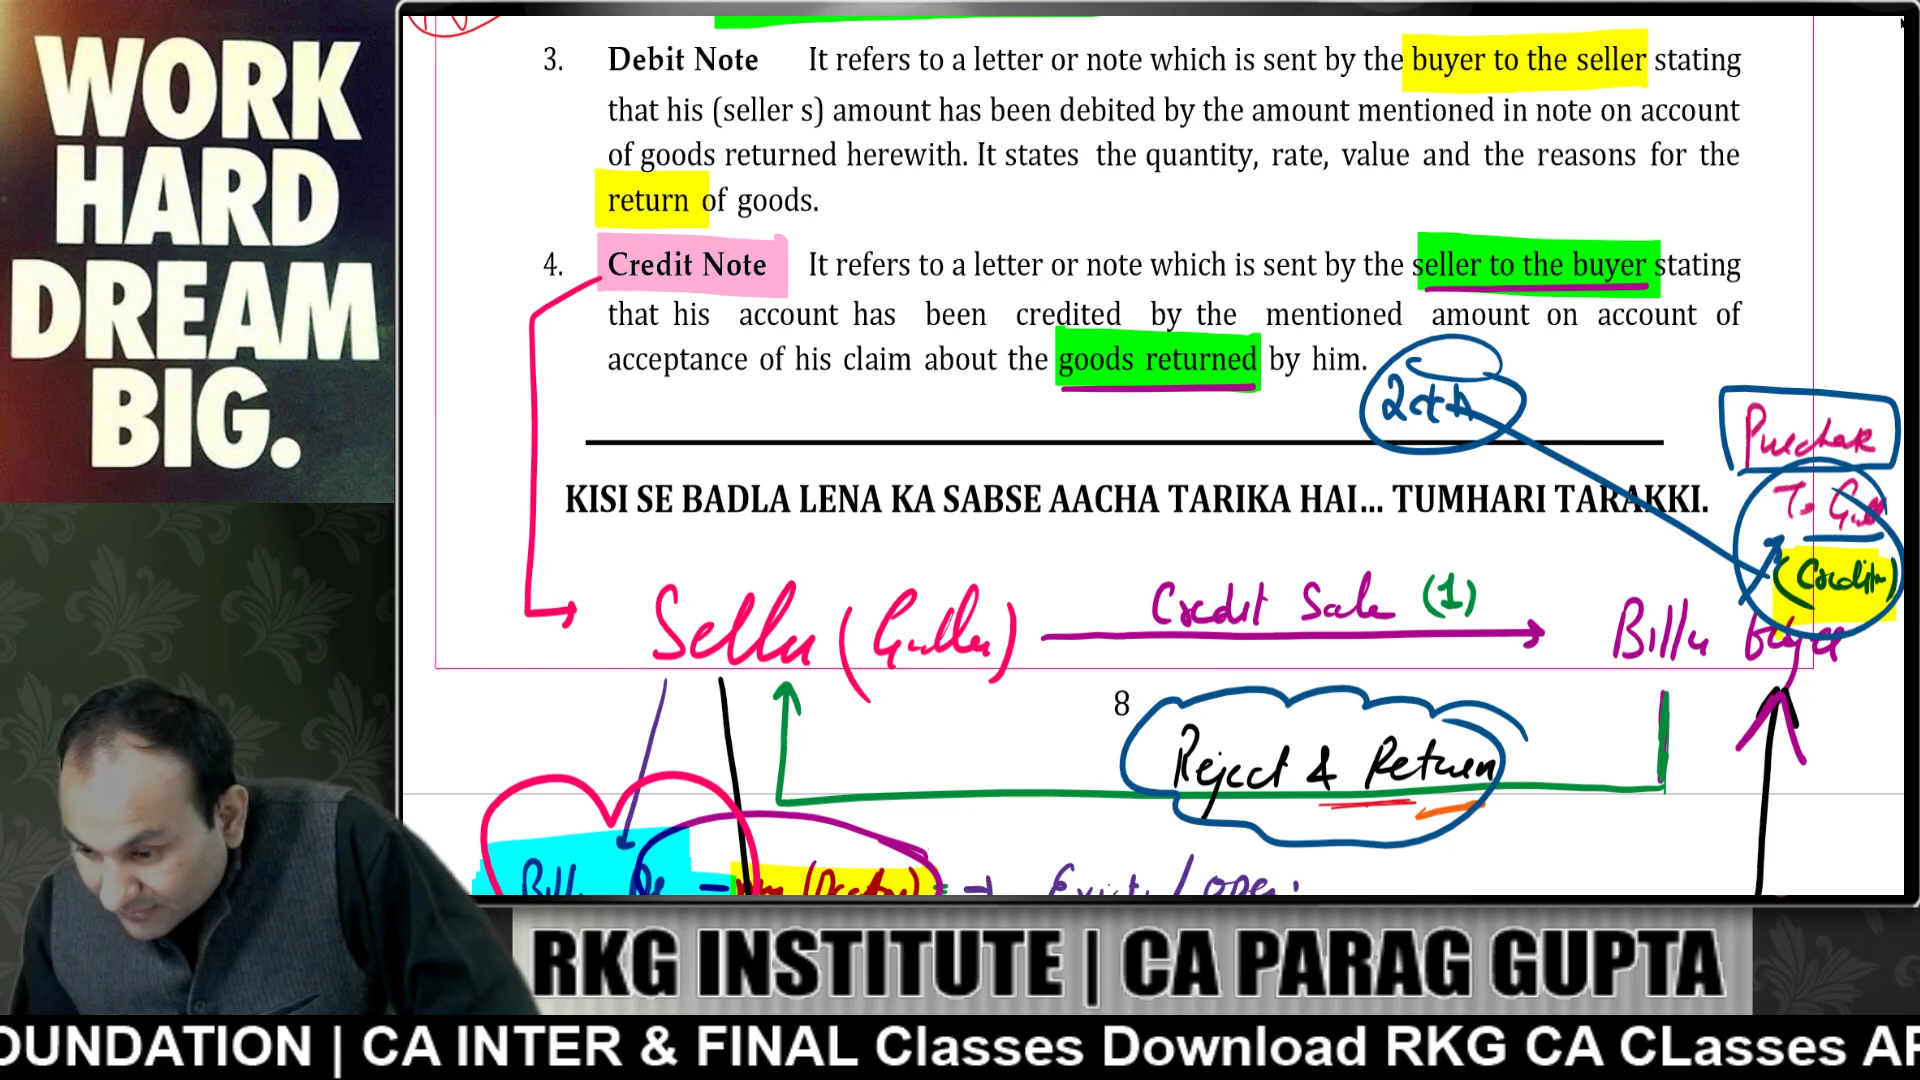 WORK
HARD
DREAM
BIG.
3. Debit Note It refers to a letter or note which is sent by the buyer to the seller stating
that his (seller s) amount has been debited by the amount mentioned in note on account
of goods returned herewith. It states the quantity, rate, value and the reasons for the
return of goods.
4. Credit Note It refers to a letter or note which is sent by the seller to the buyer stating
that his account has been credited by the mentioned amount on account of
acceptance of his claim about the goods returned by him.
KISI SE BADLA LENA KA SABSE AACHA TARIKA HAI... TUMHARI TARAKKI.
To
Credit Sale (1)
Billu
8
Reject & Return
RKG INSTITUTE | CA PARAG GUPTA
OUNDATION | CA INTER & FINAL Classes Download RKG CA CLasses AP